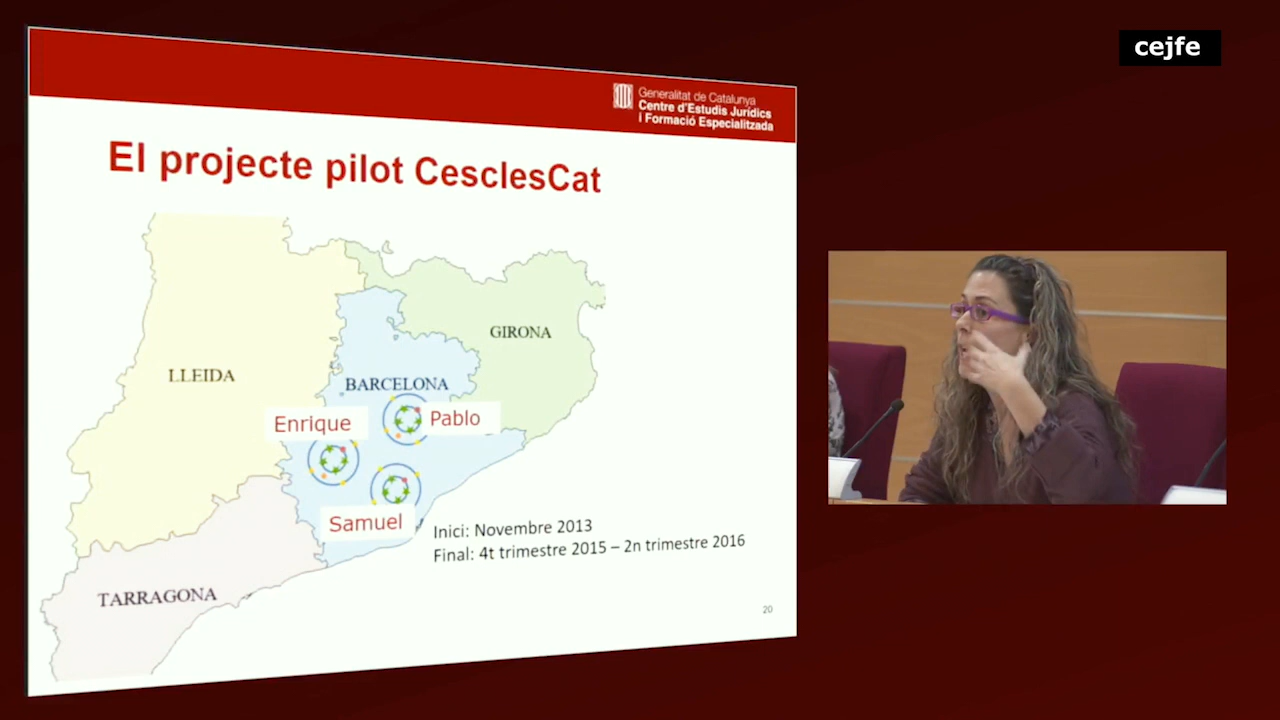 cejfe
Generalitat de Catalunya
Centre d'Estudis Jurídics
i Formació Especialitzada
El projecte pilot CesclesCat
GIRONA
LLEIDA
BARCELONA
Enrique
Pablo
Samuel
Inici: Novembre 2013
Final: 4t trimestre 2015 – 2n trimestre 2016
TARRAGONA
20